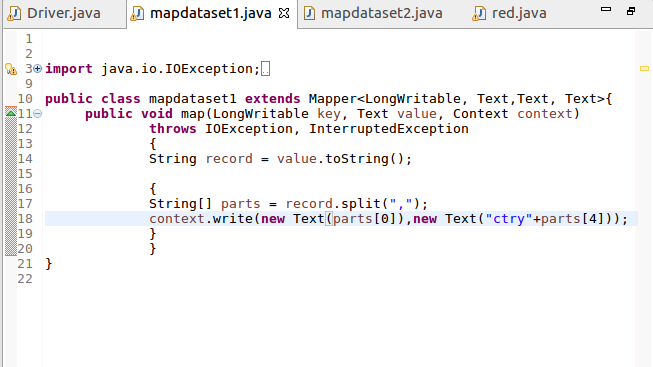 Driver.java mapdataset1.java mapdataset2.java red.java
1
2
3 import java.io.IOException;
9
10 public class mapdataset1 extends Mapper<LongWritable, Text,Text, Text>{
11 public void map(LongWritable key, Text value, Context context)
12 throws IOException, InterruptedException
13 {
14 String record = value.toString();
15
16 {
17 String[] parts = record.split(",");
18 context.write(new Text(parts[0]),new Text("ctry"+parts[4]));
19 }
20 }
21 }
22